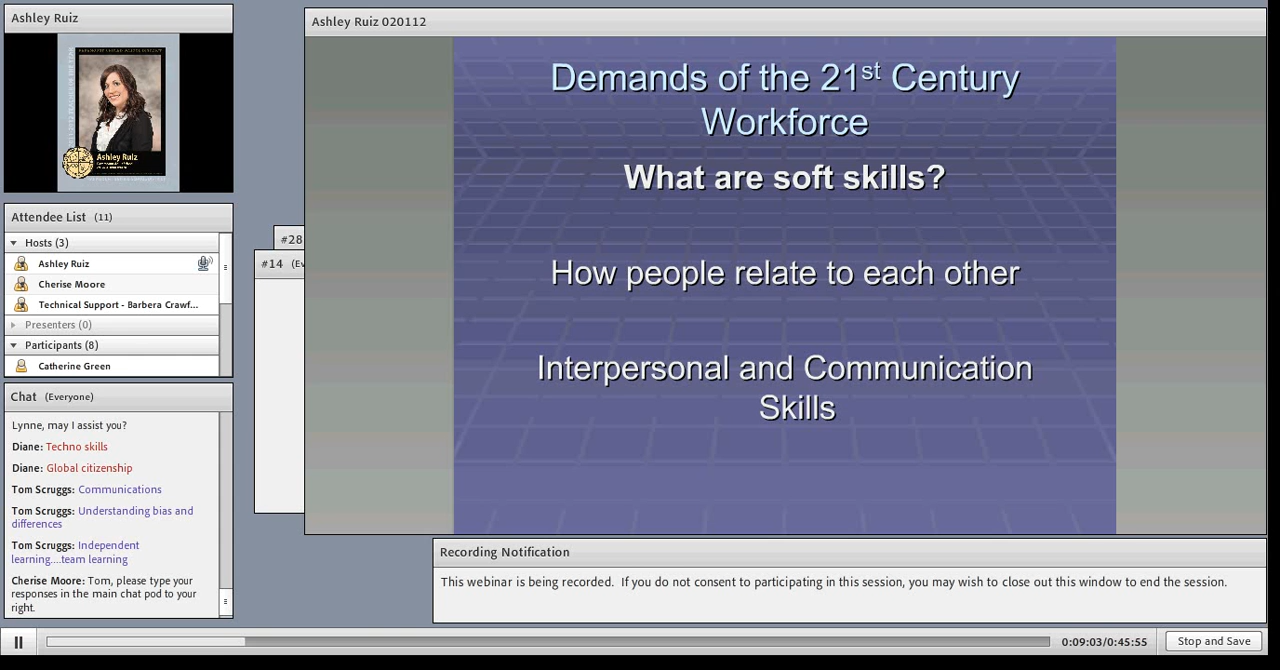 Ashley Ruiz
Ashley Ruiz
Attendee List (11)
Hosts (3)
Ashley Ruiz
Cherise Moore
Technical Support - Barbera Crawf...
Presenters (0)
Participants (8)
Catherine Green
Chat (Everyone)
Lynne, may I assist you?
Diane: Techno skills
Diane: Global citizenship
Tom Scruggs: Communications
Tom Scruggs: Understanding bias and
differences
Tom Scruggs: Independent
learning....team learning
Cherise Moore: Tom, please type your
responses in the main chat pod to your
right.
#28
#14 (Ev
Ashley Ruiz 020112
Demands of the 21st Century
Workforce
What are soft skills?
How people relate to each other
Interpersonal and Communication
Skills
Recording Notification
This webinar is being recorded. If you do not consent to participating in this session, you may wish to close out this window to end the session.
0:09:03/0:45:55
Stop and Save